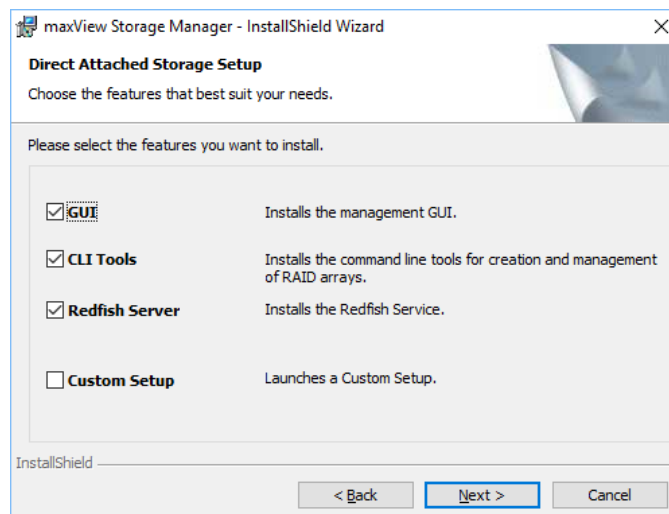 maxView Storage Manager - InstallShield Wizard
Direct Attached Storage Setup
Choose the features that best suit your needs.
Please select the features you want to install.
GUI
Installs the management GUI.
CLI Tools
Installs the command line tools for creation and management
of RAID arrays.
Redfish Server
Installs the Redfish Service.
Custom Setup
Launches a Custom Setup.
InstallShield
< Back
Next >
Cancel